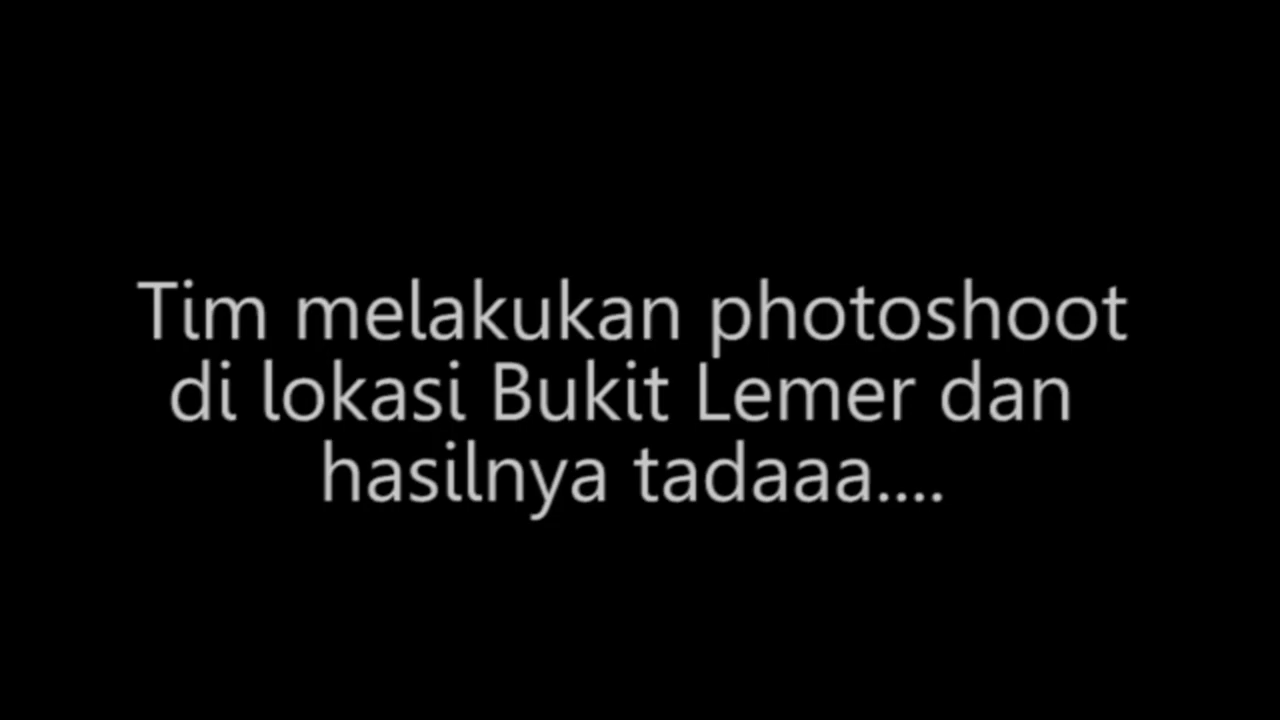 Tim melakukan photoshoot
di lokasi Bukit Lemer dan
hasilnya tadaaa....